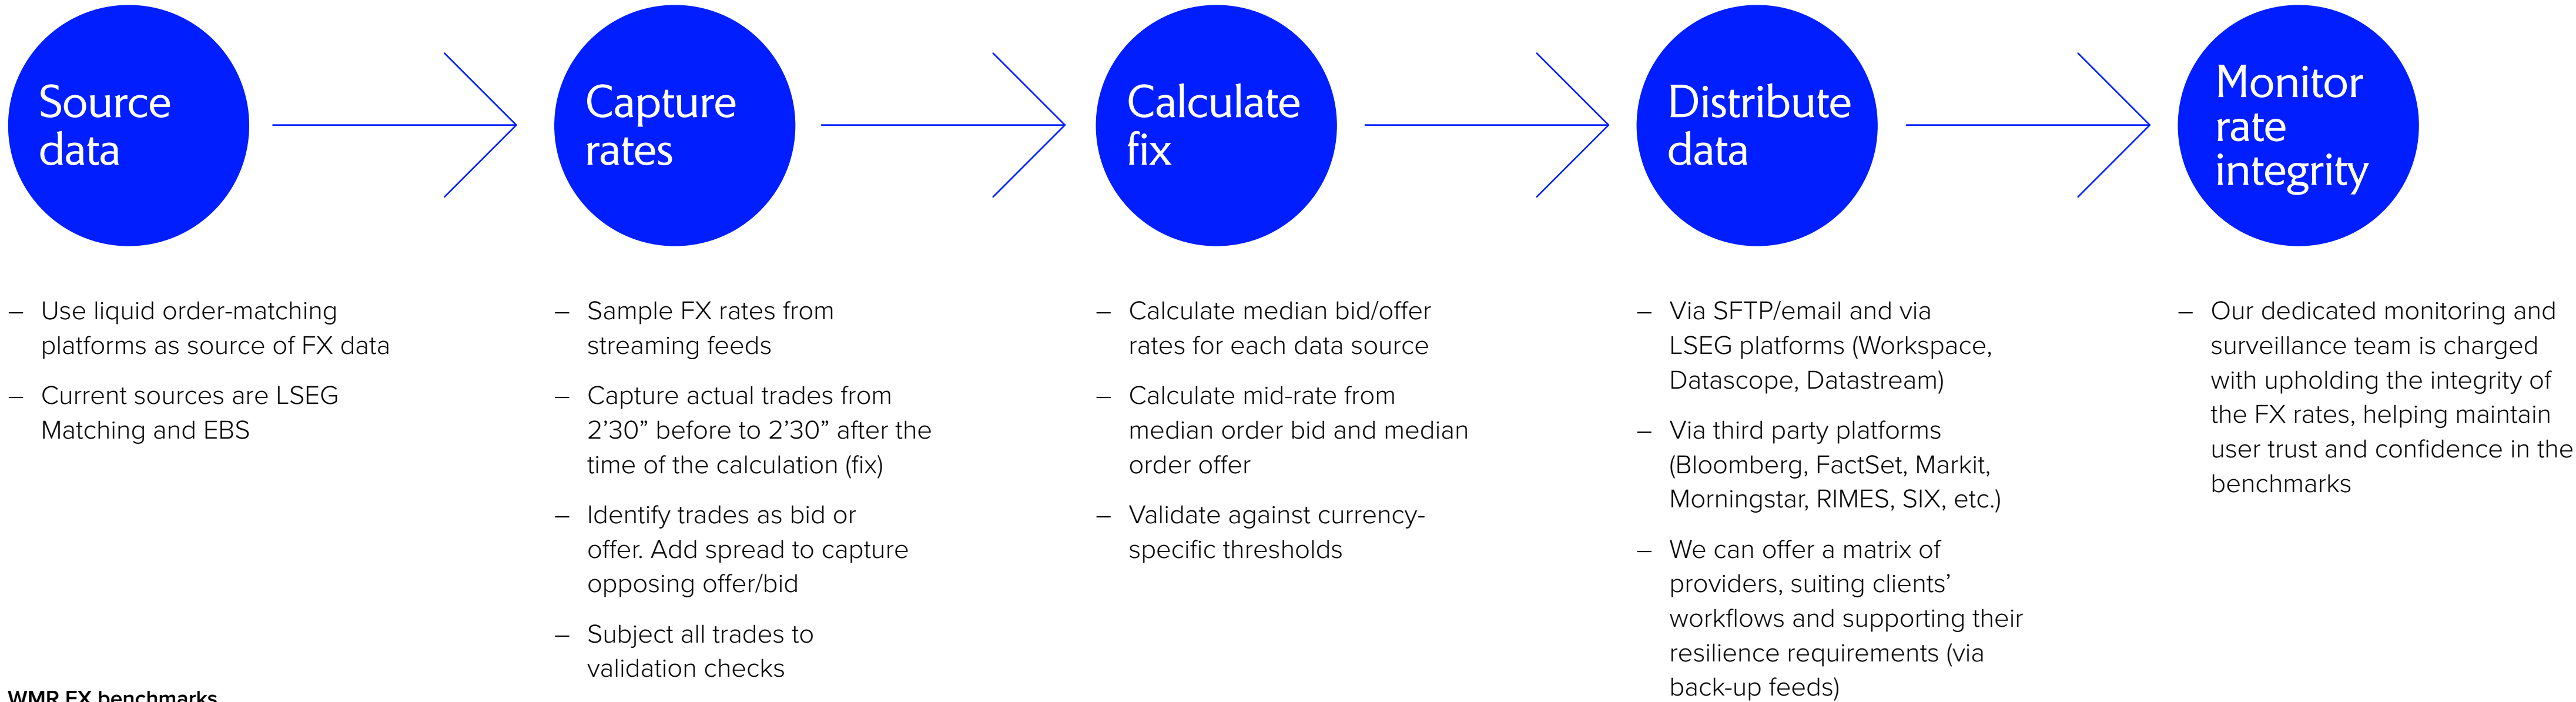 Source
data
Capture
rates
Calculate
fix
Distribute
data
Monitor
rate
integrity
– Use liquid order-matching
platforms as source of FX data
– Current sources are LSEG
Matching and EBS
– Sample FX rates from
streaming feeds
– Capture actual trades from
2’30” before to 2’30” after the
time of the calculation (fix)
– Identify trades as bid or
offer. Add spread to capture
opposing offer/bid
– Subject all trades to
validation checks
– Calculate median bid/offer
rates for each data source
– Calculate mid-rate from
median order bid and median
order offer
– Validate against currency-
specific thresholds
– Via SFTP/email and via
LSEG platforms (Workspace,
Datascope, Datastream)
– Via third party platforms
(Bloomberg, FactSet, Markit,
Morningstar, RIMES, SIX, etc.)
– We can offer a matrix of
providers, suiting clients’
workflows and supporting their
resilience requirements (via
back-up feeds)
– Our dedicated monitoring and
surveillance team is charged
with upholding the integrity of
the FX rates, helping maintain
user trust and confidence in the
benchmarks
WMR FX benchmarks